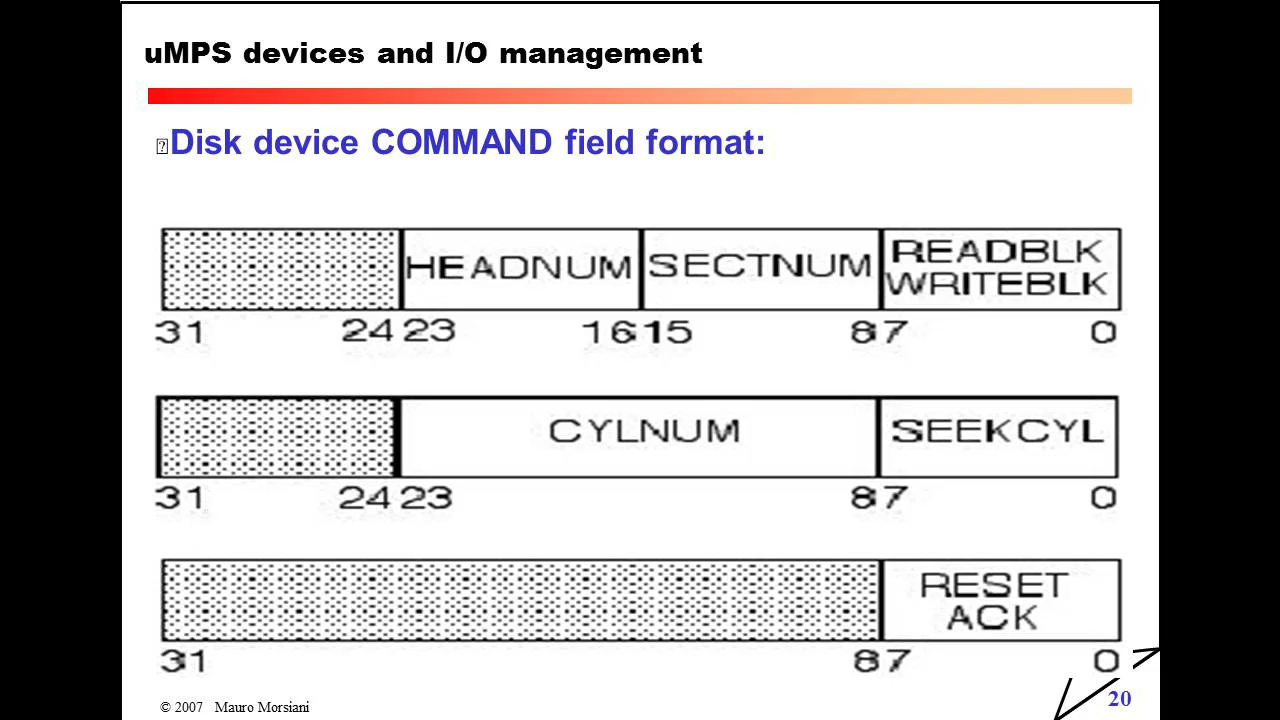 uMPS devices and I/O management
Disk device COMMAND field format:
HEADNUM SECTNUM READBLK
WRITEBLK
31 24 23 16 15 8 7 0
CYLNUM SEEKCYL
31 24 23 8 7 0
RESET
ACK
31 8 7 0
© 2007 Mauro Morsiani
20